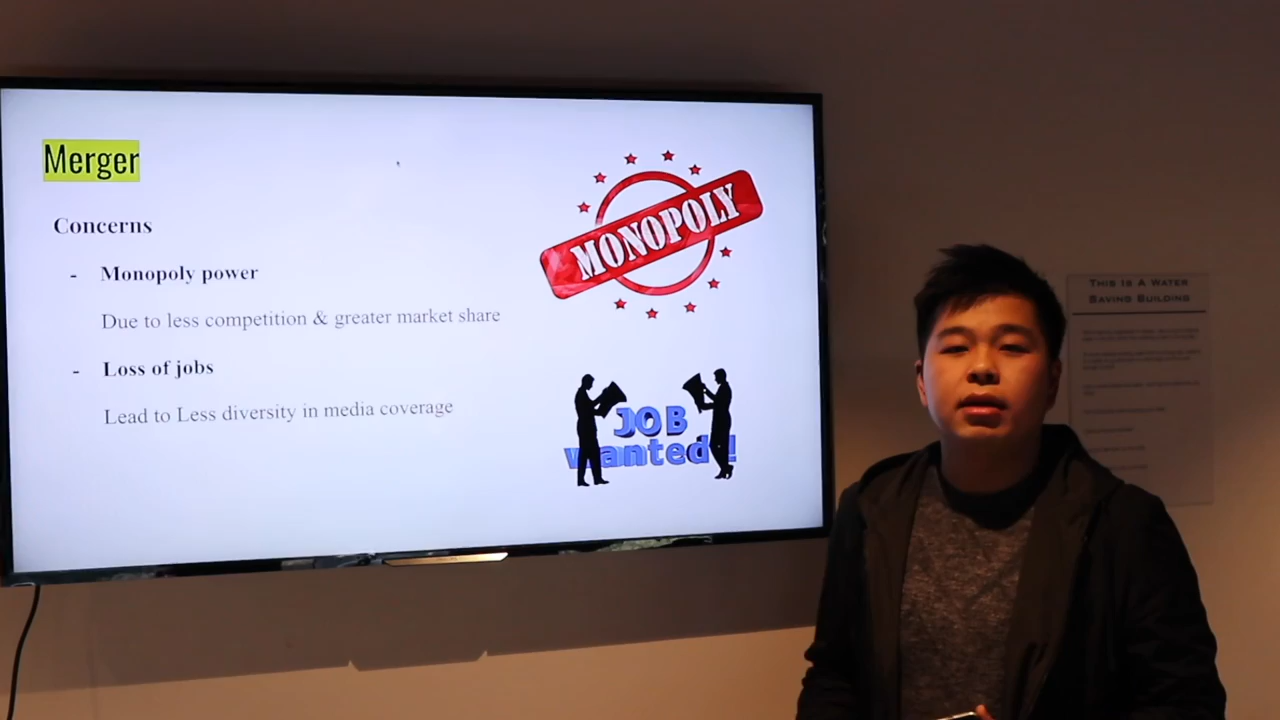 Merger
Concerns
- Monopoly power
Due to less competition & greater market share
- Loss of jobs
Lead to Less diversity in media coverage
MONOPOLY
JOB
wanted !
THIS IS A WATER
SAVING BUILDING